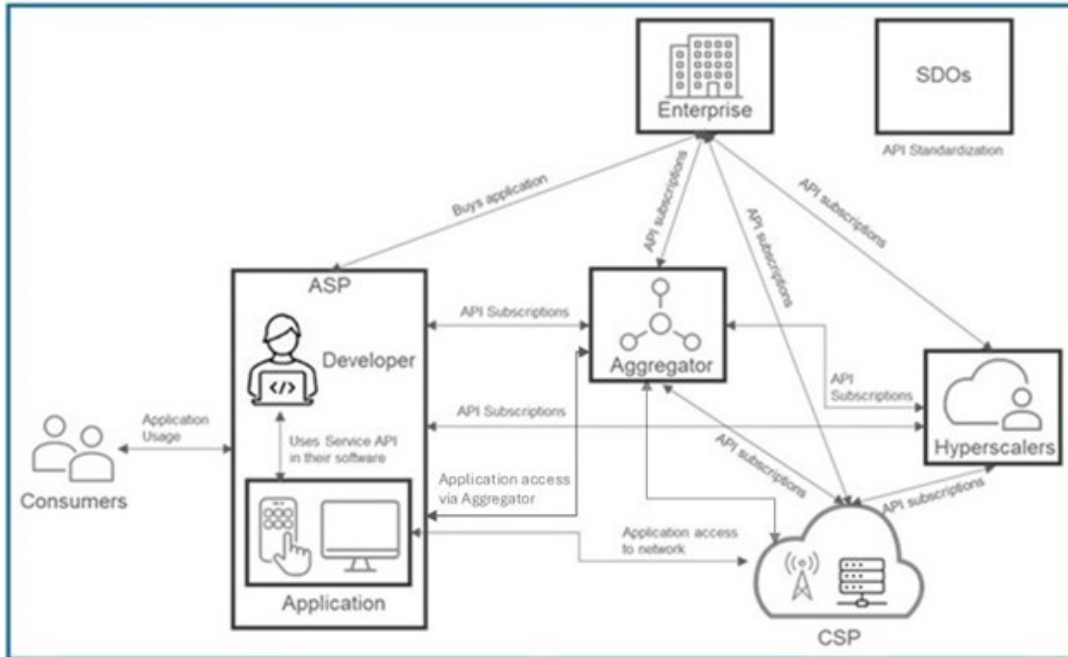 Enterprise
SDOs
API Standardization
Buys application
API subscriptions
API subscriptions
API subscriptions
ASP
Developer
</>
Uses Service API
in their software
Application
Consumers
Application
Usage
API Subscriptions
Aggregator
API
Subscriptions
API Subscriptions
Hyperscalers
Application access
via Aggregator
API subscriptions
API subscriptions
Application access
to network
CSP